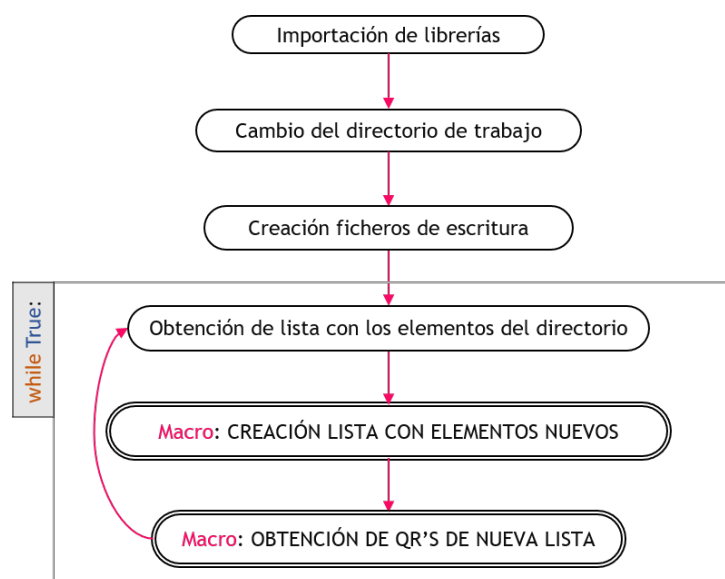 Importación de librerías
Cambio del directorio de trabajo
Creación ficheros de escritura
while True:
Obtención de lista con los elementos del directorio
Macro: CREACIÓN LISTA CON ELEMENTOS NUEVOS
Macro: OBTENCIÓN DE QR’S DE NUEVA LISTA